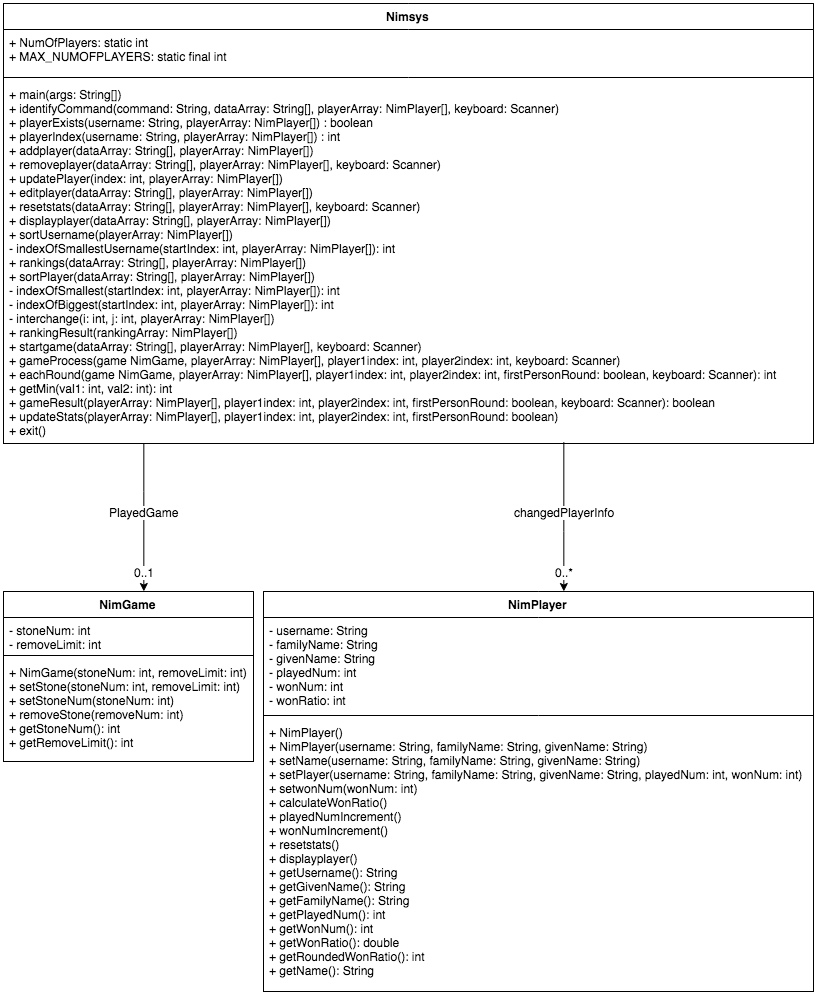 Nimsys
+ NumOfPlayers: static int
+ MAX_NUMOFPLAYERS: static final int
+ main(args: String[])
+ identifyCommand(command: String, dataArray: String[], playerArray: NimPlayer[], keyboard: Scanner)
+ playerExists(username: String, playerArray: NimPlayer[]) : boolean
+ playerIndex(username: String, playerArray: NimPlayer[]) : int
+ addplayer(dataArray: String[], playerArray: NimPlayer[])
+ removeplayer(dataArray: String[], playerArray: NimPlayer[], keyboard: Scanner)
+ updatePlayer(index: int, playerArray: NimPlayer[])
+ editplayer(dataArray: String[], playerArray: NimPlayer[])
+ resetstats(dataArray: String[], playerArray: NimPlayer[], keyboard: Scanner)
+ displayplayer(dataArray: String[], playerArray: NimPlayer[])
+ sortUsername(playerArray: NimPlayer[])
- indexOfSmallestUsername(startIndex: int, playerArray: NimPlayer[]): int
+ rankings(dataArray: String[], playerArray: NimPlayer[])
+ sortPlayer(dataArray: String[], playerArray: NimPlayer[])
- indexOfSmallest(startIndex: int, playerArray: NimPlayer[]): int
- indexOfBiggest(startIndex: int, playerArray: NimPlayer[]): int
- interchange(i: int, j: int, playerArray: NimPlayer[])
+ rankingResult(rankingArray: NimPlayer[])
+ startgame(dataArray: String[], playerArray: NimPlayer[], keyboard: Scanner)
+ gameProcess(game NimGame, playerArray: NimPlayer[], player1index: int, player2index: int, keyboard: Scanner)
+ eachRound(game NimGame, playerArray: NimPlayer[], player1index: int, player2index: int, firstPersonRound: boolean, keyboard: Scanner): int
+ getMin(val1: int, val2: int): int
+ gameResult(playerArray: NimPlayer[], player1index: int, player2index: int, firstPersonRound: boolean, keyboard: Scanner): boolean
+ updateStats(playerArray: NimPlayer[], player1index: int, player2index: int, firstPersonRound: boolean)
+ exit()
PlayedGame
changedPlayerInfo
0..1
0..*
NimGame
- stoneNum: int
- removeLimit: int
+ NimGame(stoneNum: int, removeLimit: int)
+ setStone(stoneNum: int, removeLimit: int)
+ setStoneNum(stoneNum: int)
+ removeStone(removeNum: int)
+ getStoneNum(): int
+ getRemoveLimit(): int
NimPlayer
- username: String
- familyName: String
- givenName: String
- playedNum: int
- wonNum: int
- wonRatio: int
+ NimPlayer()
+ NimPlayer(username: String, familyName: String, givenName: String)
+ setName(username: String, familyName: String, givenName: String)
+ setPlayer(username: String, familyName: String, givenName: String, playedNum: int, wonNum: int)
+ setwonNum(wonNum: int)
+ calculateWonRatio()
+ playedNumIncrement()
+ wonNumIncrement()
+ resetstats()
+ displayplayer()
+ getUsername(): String
+ getGivenName(): String
+ getFamilyName(): String
+ getPlayedNum(): int
+ getWonNum(): int
+ getWonRatio(): double
+ getRoundedWonRatio(): int
+ getName(): String